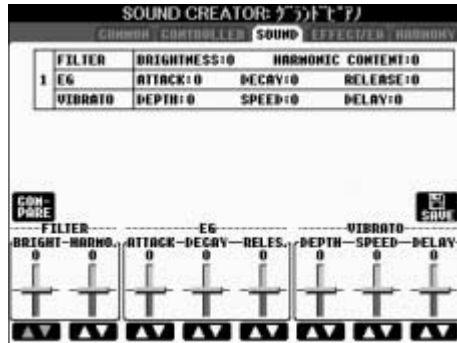 SOUND CREATOR: グランドピアノ
COMMON CONTROLLER SOUND EFFECT/EQ HARMONY
FILTER BRIGHTNESS:0 HARMONIC CONTENT:0
1 EG ATTACK:0 DECAY:0 RELEASE:0
VIBRATO DEPTH:0 SPEED:0 DELAY:0
COM-
PARE
SAVE
FILTER EG VIBRATO
BRIGHT HARMO. ATTACK DECAY RELES. DEPTH SPEED DELAY
0 0 0 0 0 0 0 0